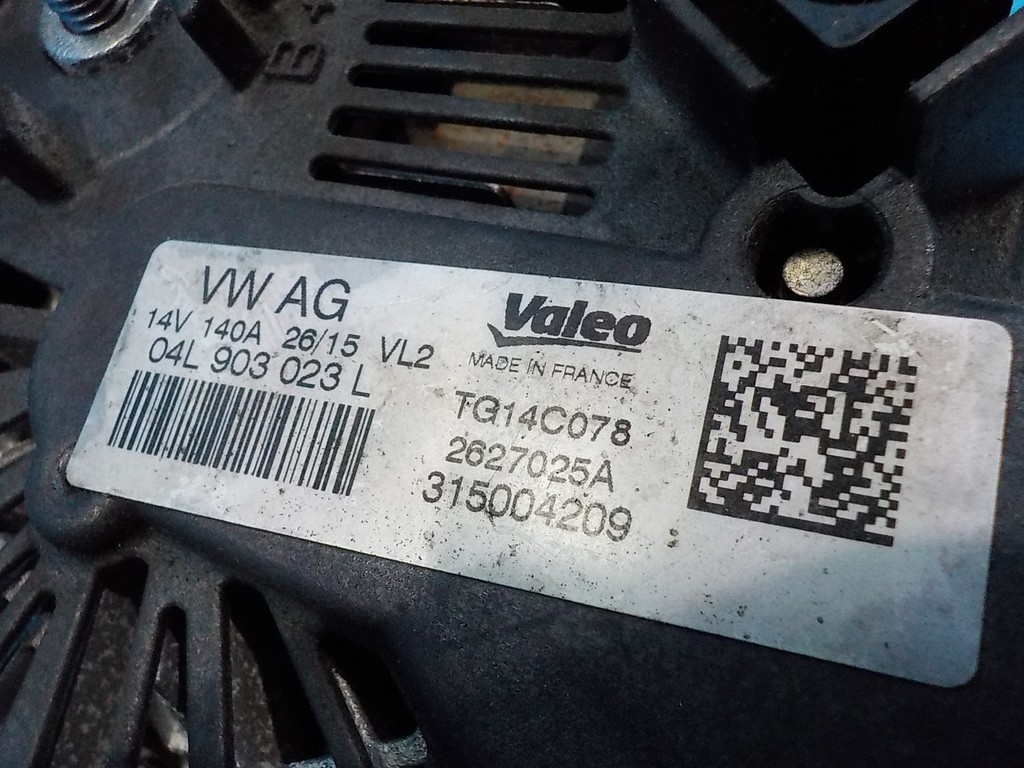 B+
VW AG
14V 140A 26/15 VL2
04L 903 023 L
Valeo
MADE IN FRANCE
TG14C078
2627025A
315004209